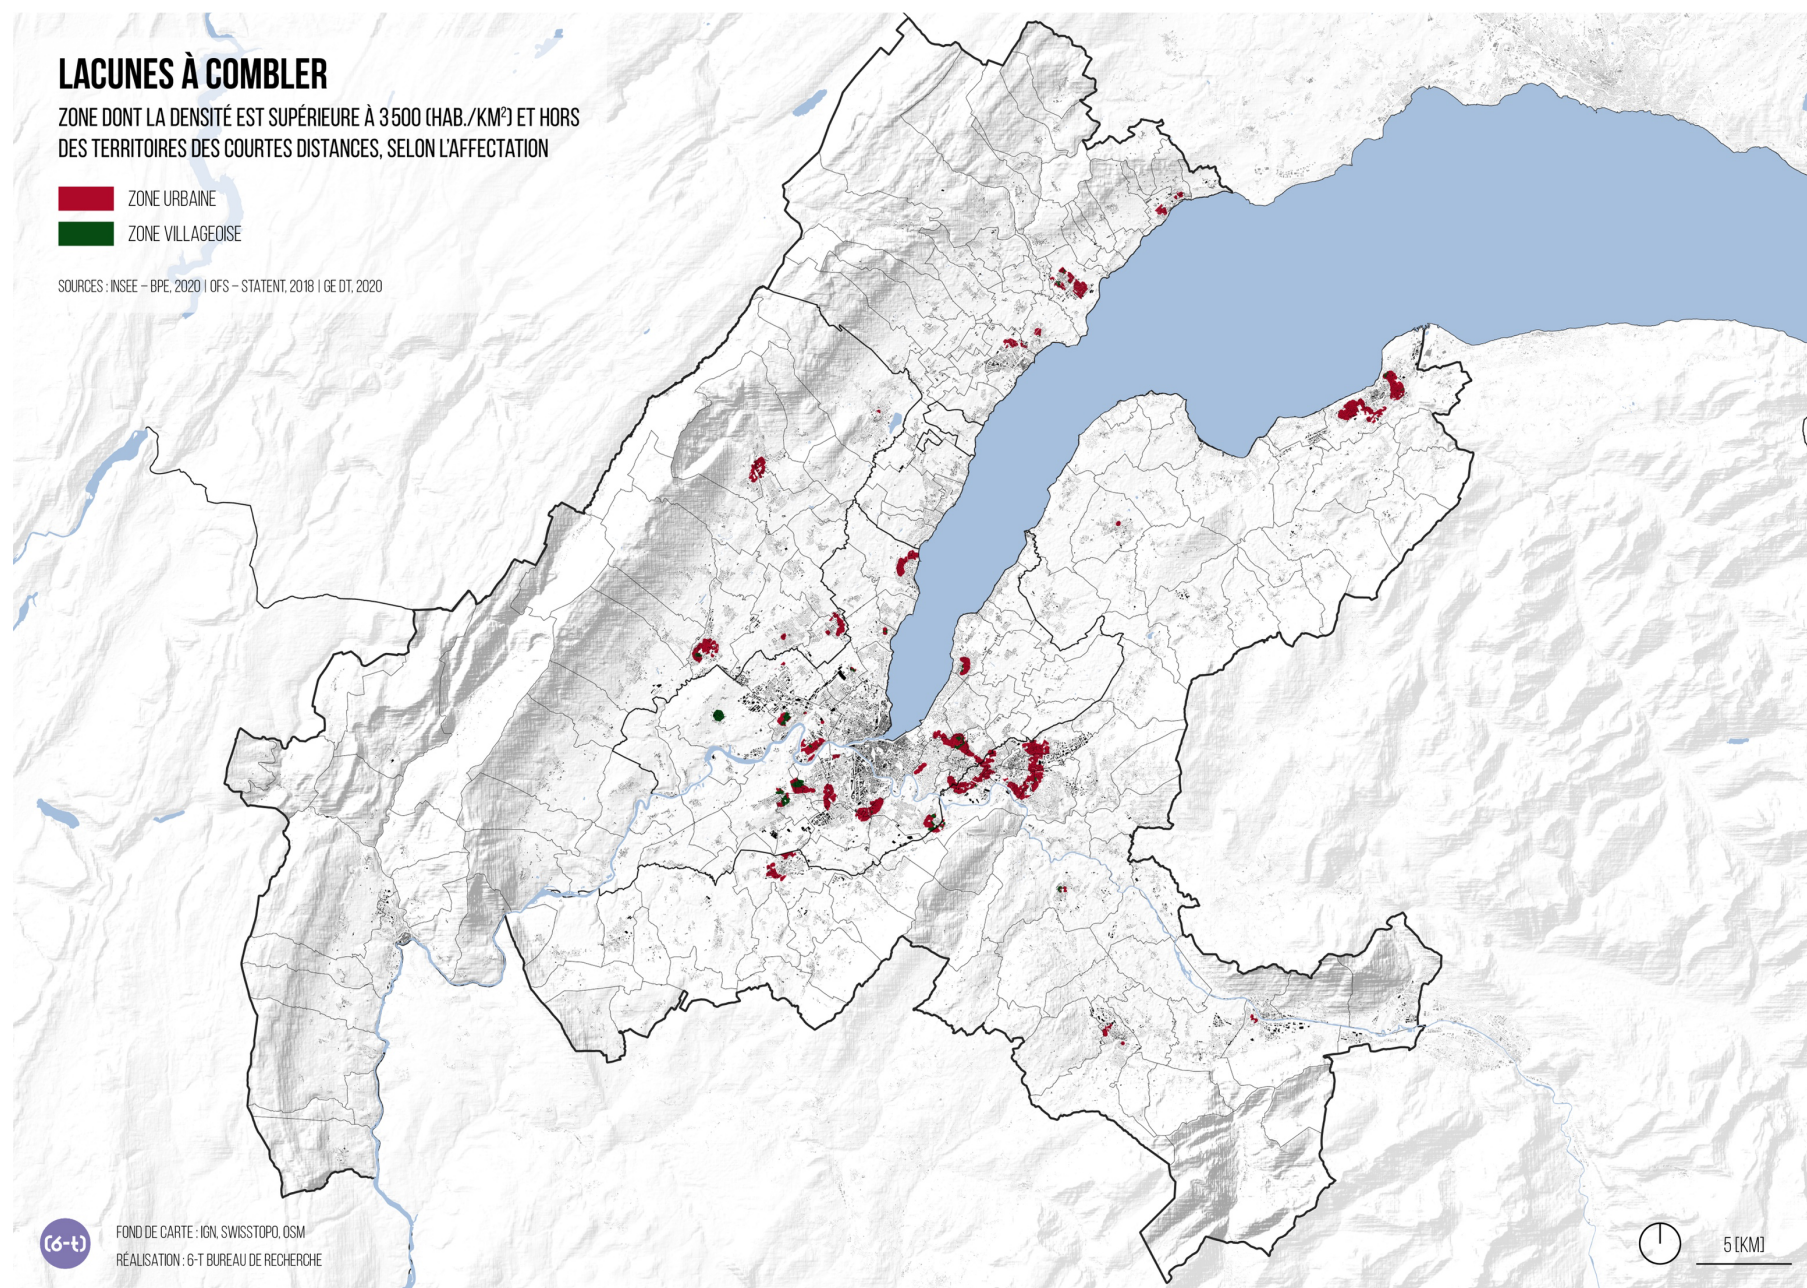 LACUNES À COMBLER
ZONE DONT LA DENSITÉ EST SUPÉRIEURE À 3 500 (HAB./KM²) ET HORS
DES TERRITOIRES DES COURTES DISTANCES, SELON L'AFFECTATION
ZONE URBAINE
ZONE VILLAGEOISE
SOURCES : INSEE – BPE, 2020 | OFS – STATENT, 2018 | GE DT, 2020
(6-t)
FOND DE CARTE : IGN, SWISSTOPO, OSM
RÉALISATION : 6-T BUREAU DE RECHERCHE
5 [KM]